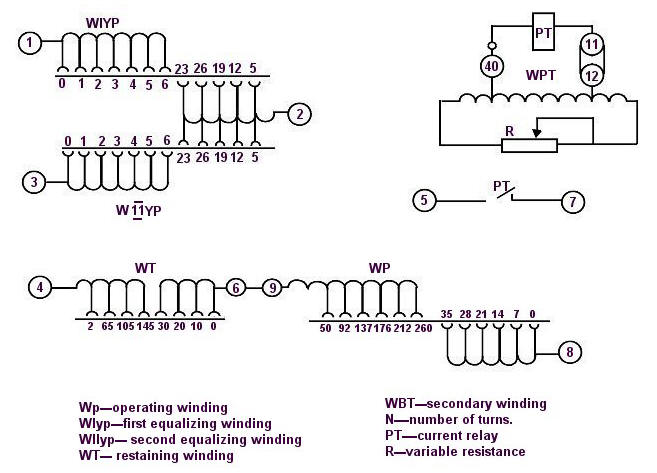 WIYP
1
0 1 2 3 4 5 6
23 26 19 12 5
2
0 1 2 3 4 5 6
23 26 19 12 5
3
W II YP
PT
11
40
12
WPT
R
PT
5
7
WT
WP
4
6
9
2 65 105 145 30 20 10 0
50 92 137 176 212 260
35 28 21 14 7 0
8
Wp—operating winding
WIyp—first equalizing winding
WIIyp— second equalizing winding
WT— restaining winding
WBT—secondary winding
N—number of turns.
PT—current relay
R—variable resistance